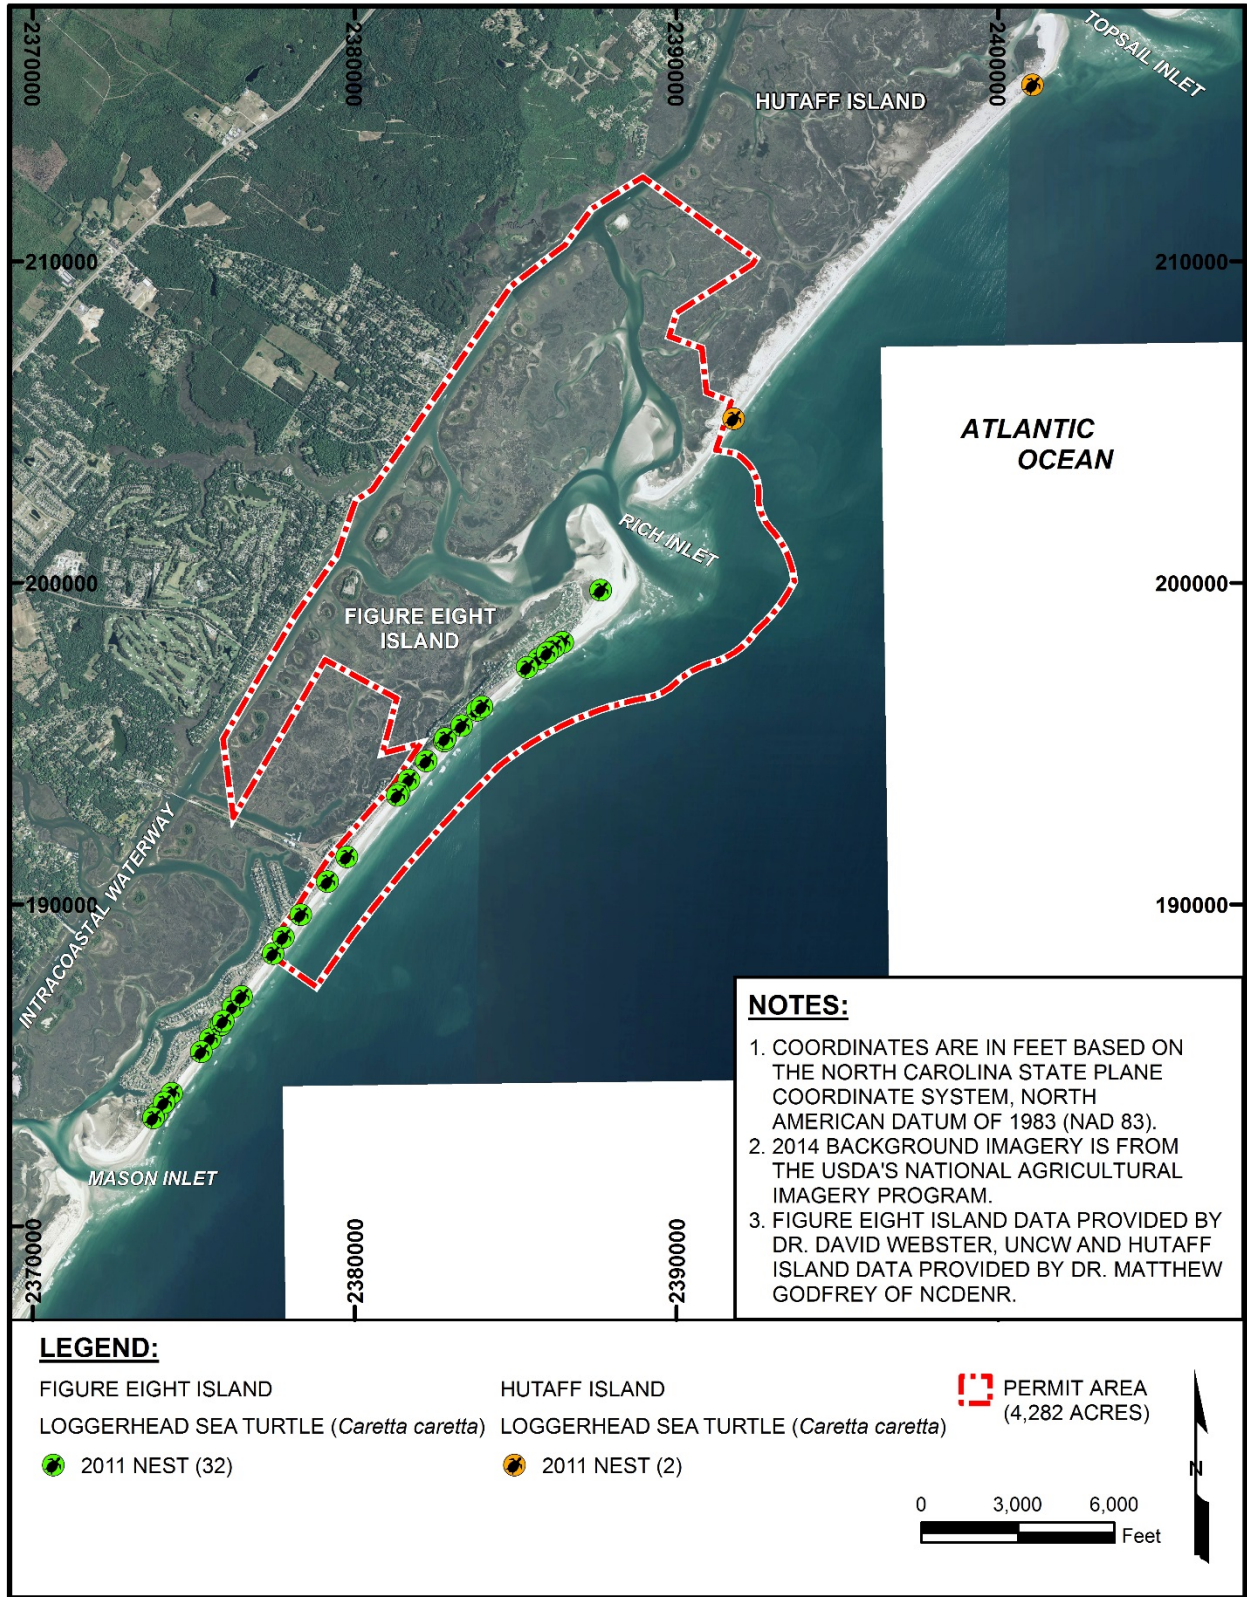 2370000
2380000
2390000
2400000
TOPSAIL INLET
HUTAFF ISLAND
210000
210000
ATLANTIC
OCEAN
RICH INLET
200000
200000
FIGURE EIGHT
ISLAND
190000
190000
INTRACOASTAL WATERWAY
MASON INLET
2370000
2380000
2390000
NOTES:
1. COORDINATES ARE IN FEET BASED ON
THE NORTH CAROLINA STATE PLANE
COORDINATE SYSTEM, NORTH
AMERICAN DATUM OF 1983 (NAD 83).
2. 2014 BACKGROUND IMAGERY IS FROM
THE USDA'S NATIONAL AGRICULTURAL
IMAGERY PROGRAM.
3. FIGURE EIGHT ISLAND DATA PROVIDED BY
DR. DAVID WEBSTER, UNCW AND HUTAFF
ISLAND DATA PROVIDED BY DR. MATTHEW
GODFREY OF NCDENR.
LEGEND:
FIGURE EIGHT ISLAND
LOGGERHEAD SEA TURTLE (Caretta caretta)
2011 NEST (32)
HUTAFF ISLAND
LOGGERHEAD SEA TURTLE (Caretta caretta)
2011 NEST (2)
PERMIT AREA
(4,282 ACRES)
N
0 3,000 6,000
Feet